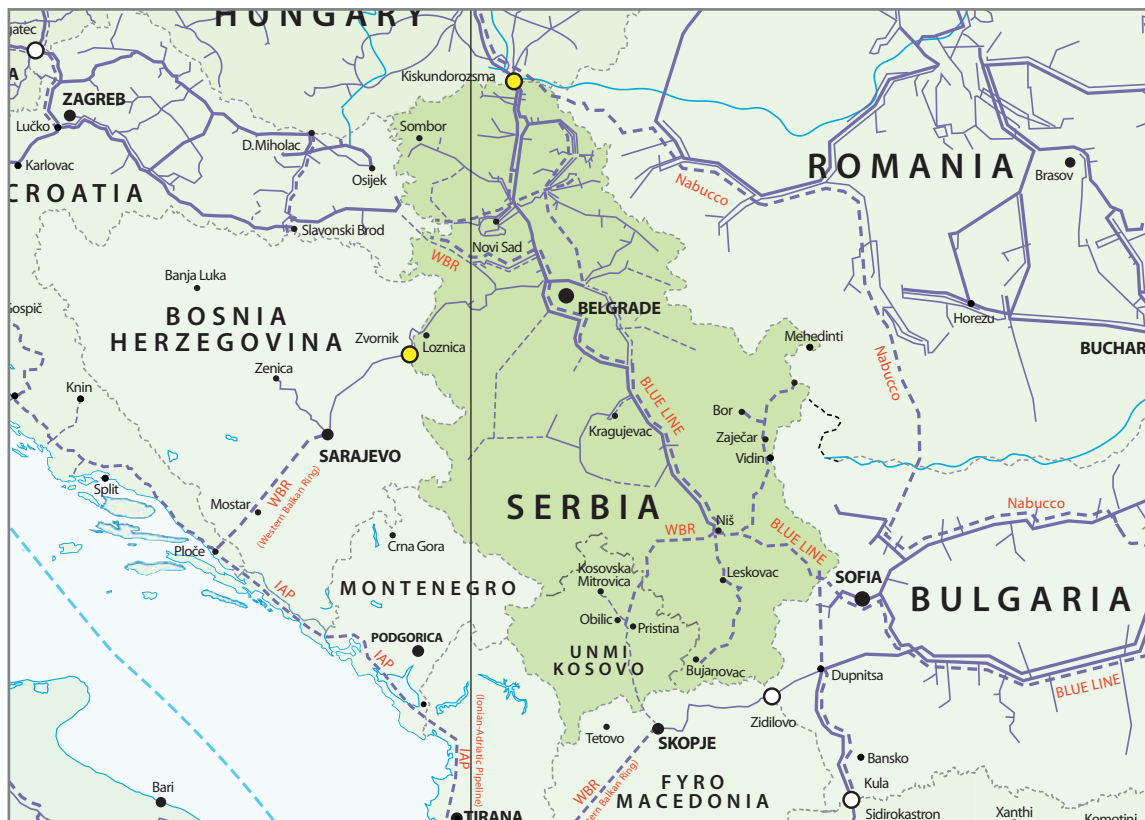 HUNGARY
gatec
Kiskundorozsma
A
ZAGREB
Lučko
Sombor
D.Miholac
Karlovac
Osijek
CROATIA
ROMANIA
Brasov
Nabucco
Slavonski Brod
Novi Sad
WBR
Banja Luka
BOSNIA
HERZEGOVINA
Gospič
BELGRADE
Horezu
Zvornik
Loznica
Mehedinti
BUCHAR
Zenica
Nabucco
Knin
BLUE LINE
Bor
Kragujevac
Zaječar
Vidin
SARAJEVO
Split
WBR
(Western Balkan Ring)
Mostar
SERBIA
Nabucco
Niš
WBR
BLUE LINE
Crna Gora
Ploče
IAP
Kosovska
Mitrovica
Leskovac
SOFIA
MONTENEGRO
BULGARIA
Obilic
Pristina
PODGORICA
IAP
UNMI
KOSOVO
Bujanovac
Dupnitsa
BLUE LINE
Zidilovo
(Ionian-Adriatic Pipeline)
IAP
Tetovo
SKOPJE
Bansko
WBR
ern Balkan Ring)
FYRO
MACEDONIA
Kula
Bari
TIRANA
Sidirokastron
Xanthi
Komotini